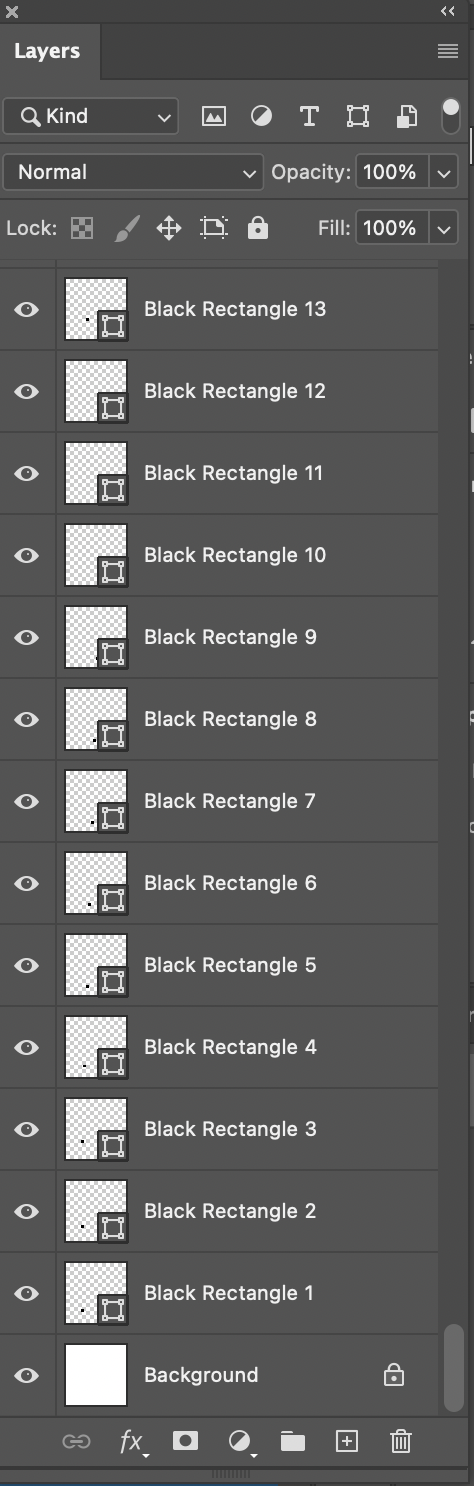 Layers
Kind
Normal Opacity: 100%
Lock: Fill: 100%
Black Rectangle 13
Black Rectangle 12
Black Rectangle 11
Black Rectangle 10
Black Rectangle 9
Black Rectangle 8
Black Rectangle 7
Black Rectangle 6
Black Rectangle 5
Black Rectangle 4
Black Rectangle 3
Black Rectangle 2
Black Rectangle 1
Background
fx